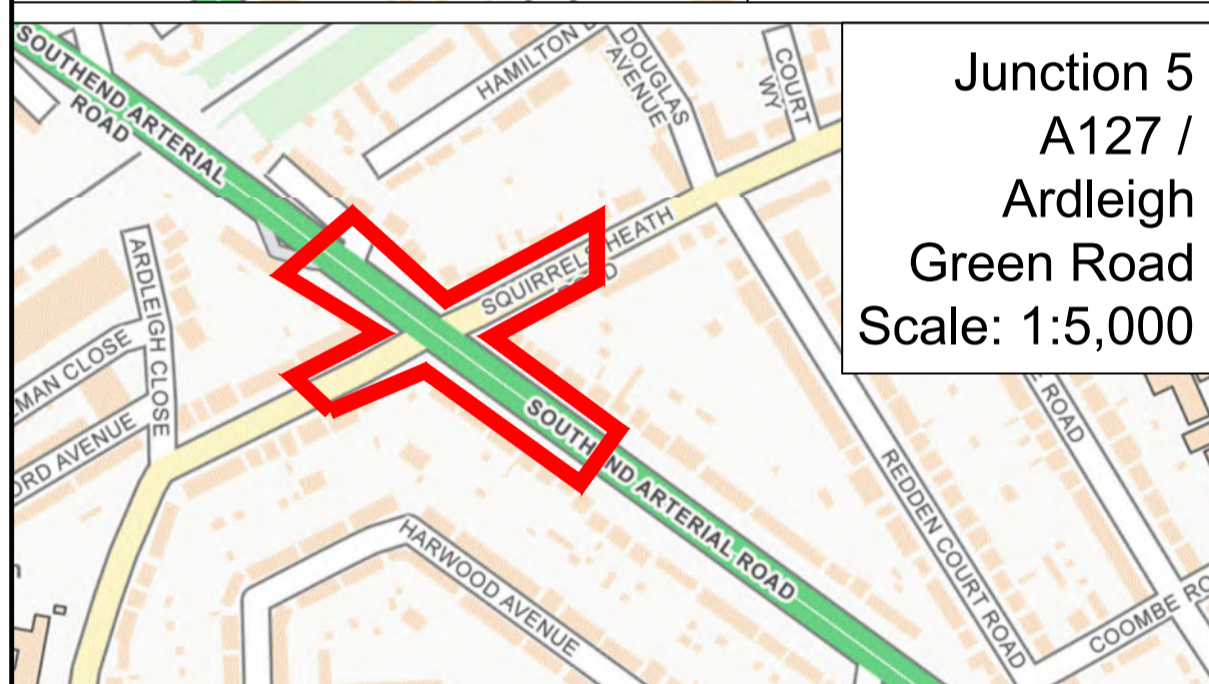 SOUTHEND ARTERIAL
ROAD
HAMILTON D
DOUGLAS
AVENUE
COURT
WY
Junction 5
A127 /
Ardleigh
Green Road
Scale: 1:5,000
ARDLEIGH CLOSE
SQUIRRELS HEATH
MAN CLOSE
ORD AVENUE
SOUTHEND ARTERIAL ROAD
HARWOOD AVENUE
REDDEN COURT ROAD
E ROAD
COOMBE RO